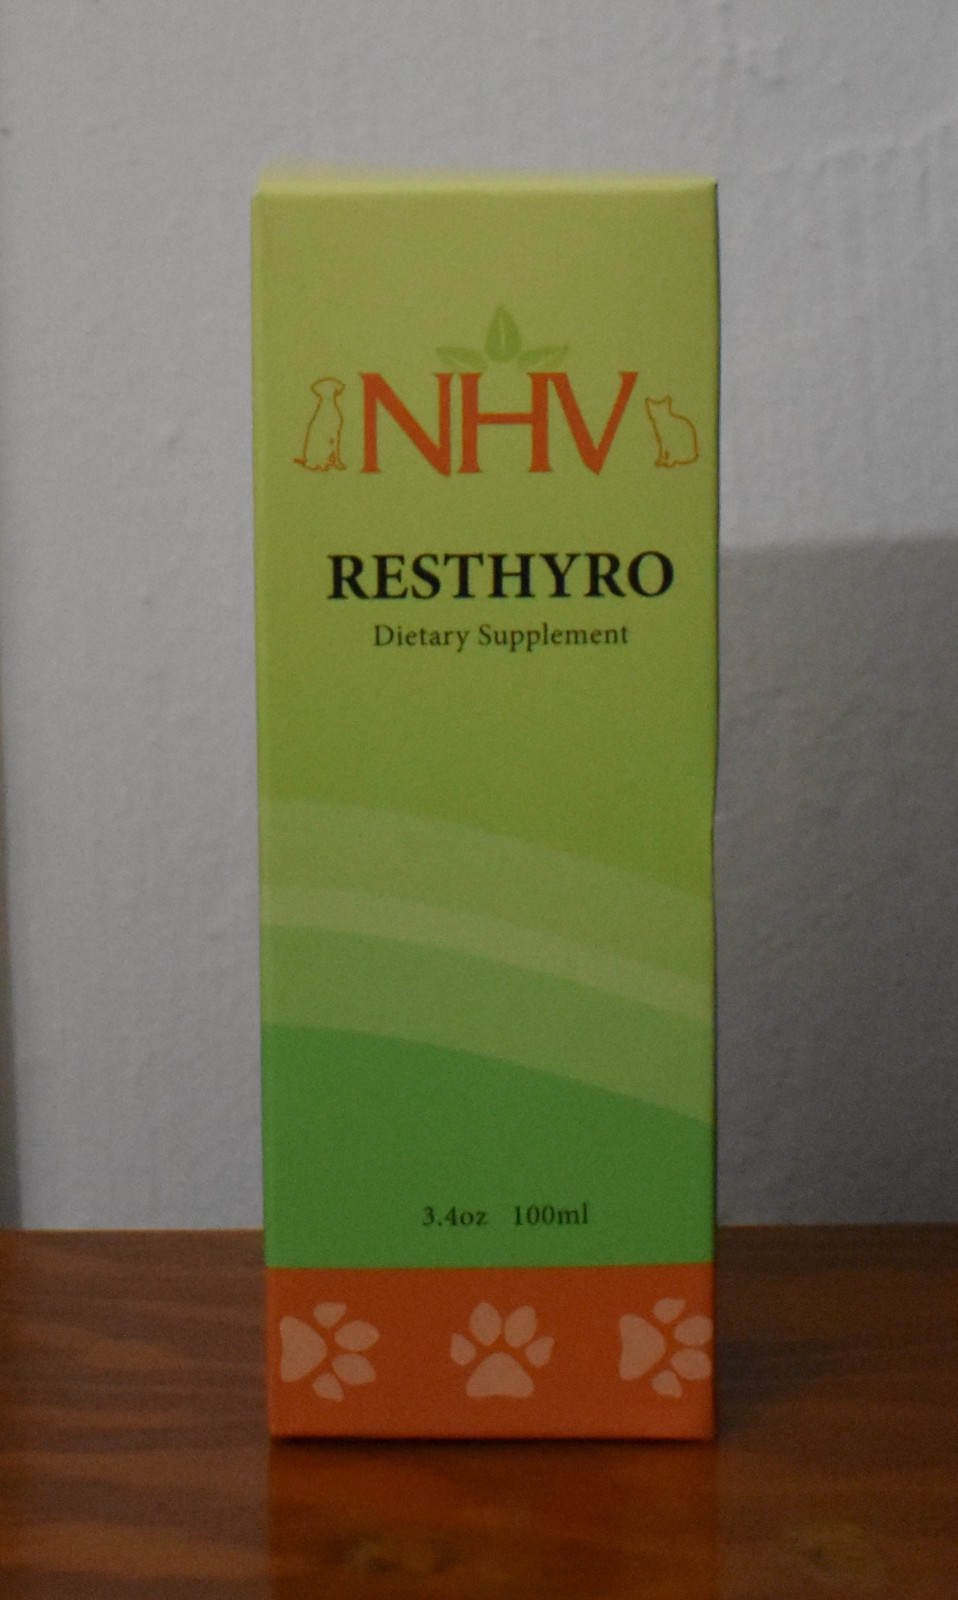 NHV
RESTHYRO
Dietary Supplement
3.4oz 100ml